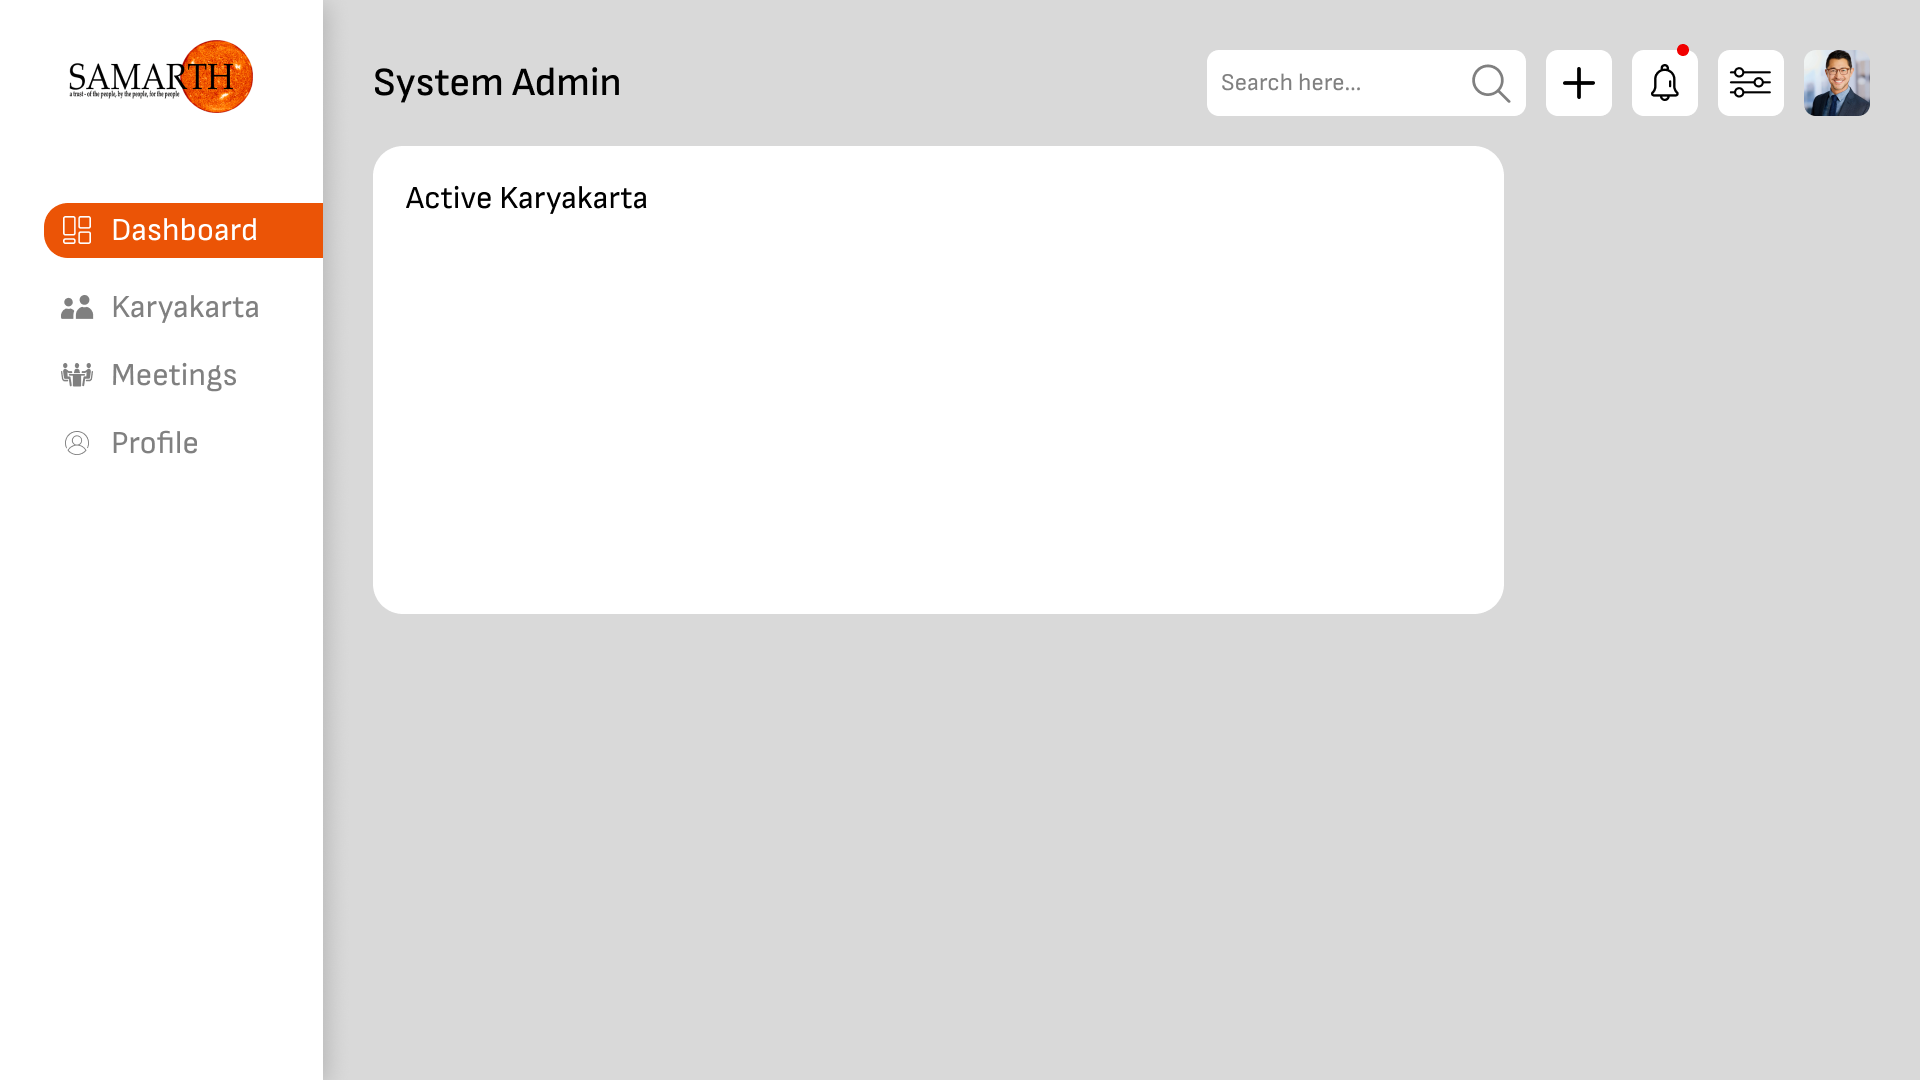 SAMARTH
a trust - of the people, by the people, for the people
Dashboard
Karyakarta
Meetings
Profile
System Admin
Search here...
Active Karyakarta